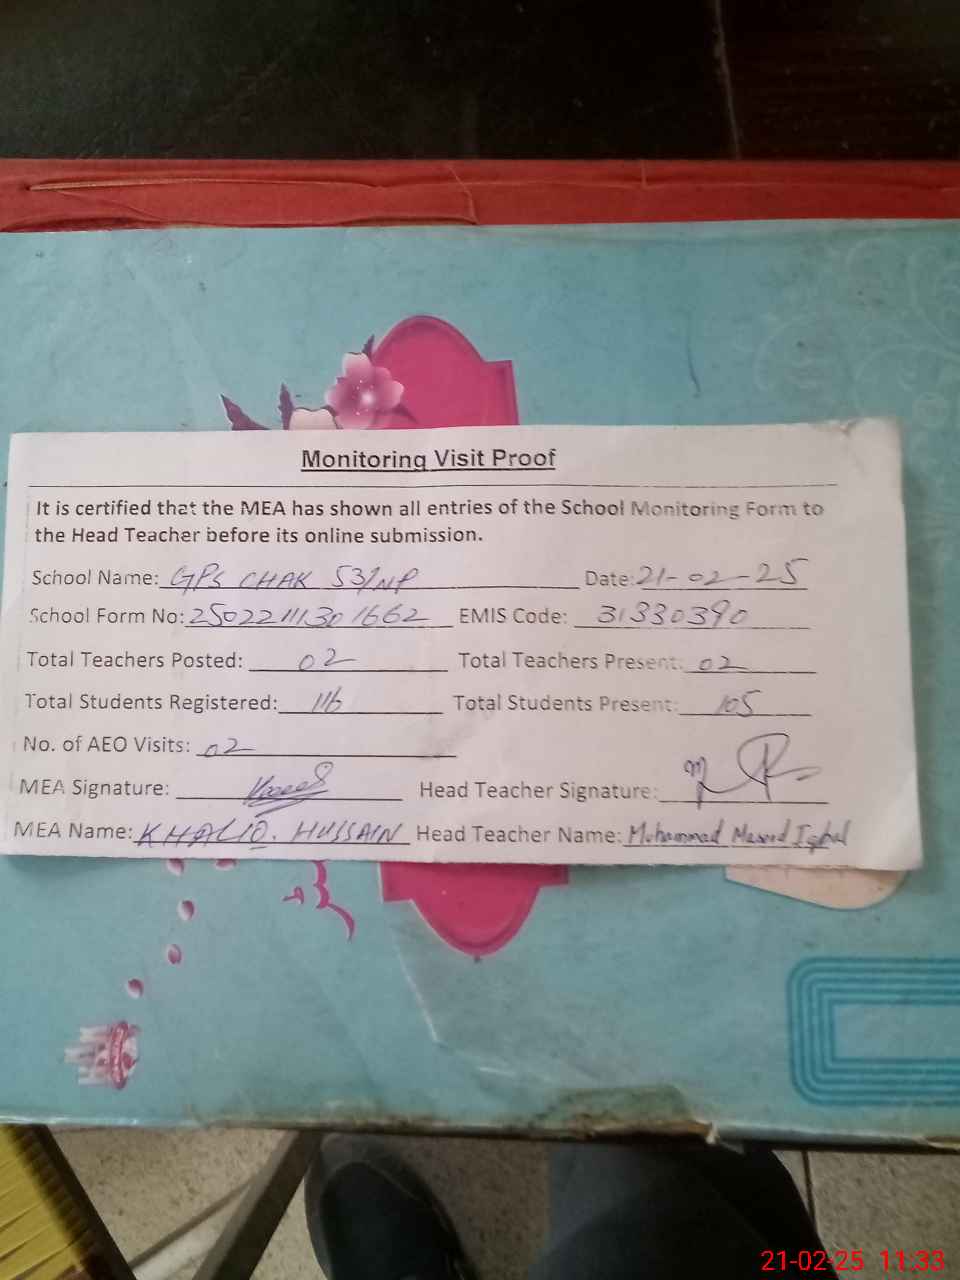 Monitoring Visit Proof
It is certified that the MEA has shown all entries of the School Monitoring Form to
the Head Teacher before its online submission.
School Name: GPS CHAK 53/NP Date: 21-02-25
School Form No: 25022111301662 EMIS Code: 31330390
Total Teachers Posted: 02 Total Teachers Present: 02
Total Students Registered: 116 Total Students Present: 105
No. of AEO Visits: 02
MEA Signature: Head Teacher Signature:
MEA Name: KHALID. HUSSAIN Head Teacher Name: Muhammad Masood Iqbal
21-02-25 11:33